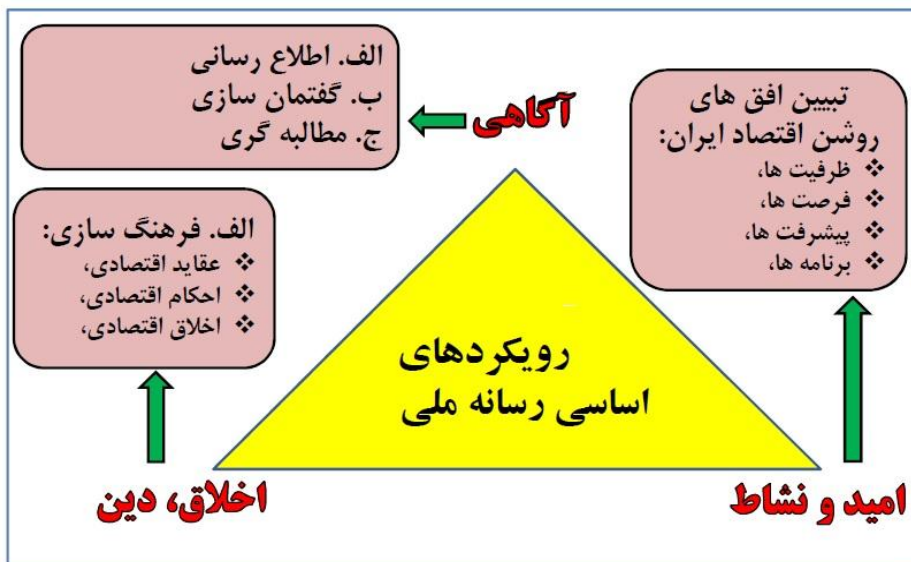 الف. اطلاع رسانی
ب. گفتمان سازی
ج. مطالبه گری
آگاهی
تبیین افق های
روشن اقتصاد ایران:
❖ ظرفیت ها،
❖ فرصت ها،
❖ پیشرفت ها،
❖ برنامه ها،
الف. فرهنگ سازی:
❖ عقاید اقتصادی،
❖ احکام اقتصادی،
❖ اخلاق اقتصادی،
رویکردهای
اساسی رسانه ملی
امید و نشاط
اخلاق، دین